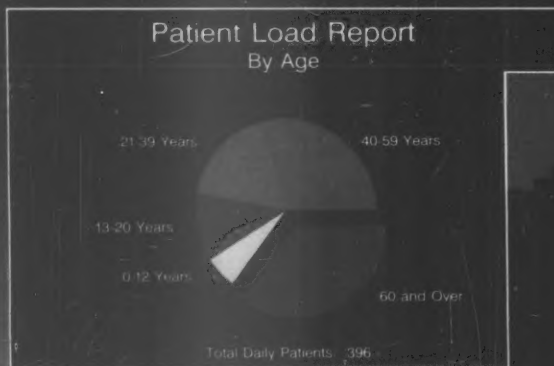 Patient Load Report
By Age
21-39 Years
40-59 Years
13-20 Years
0-12 Years
60 and Over
Total Daily Patients 396